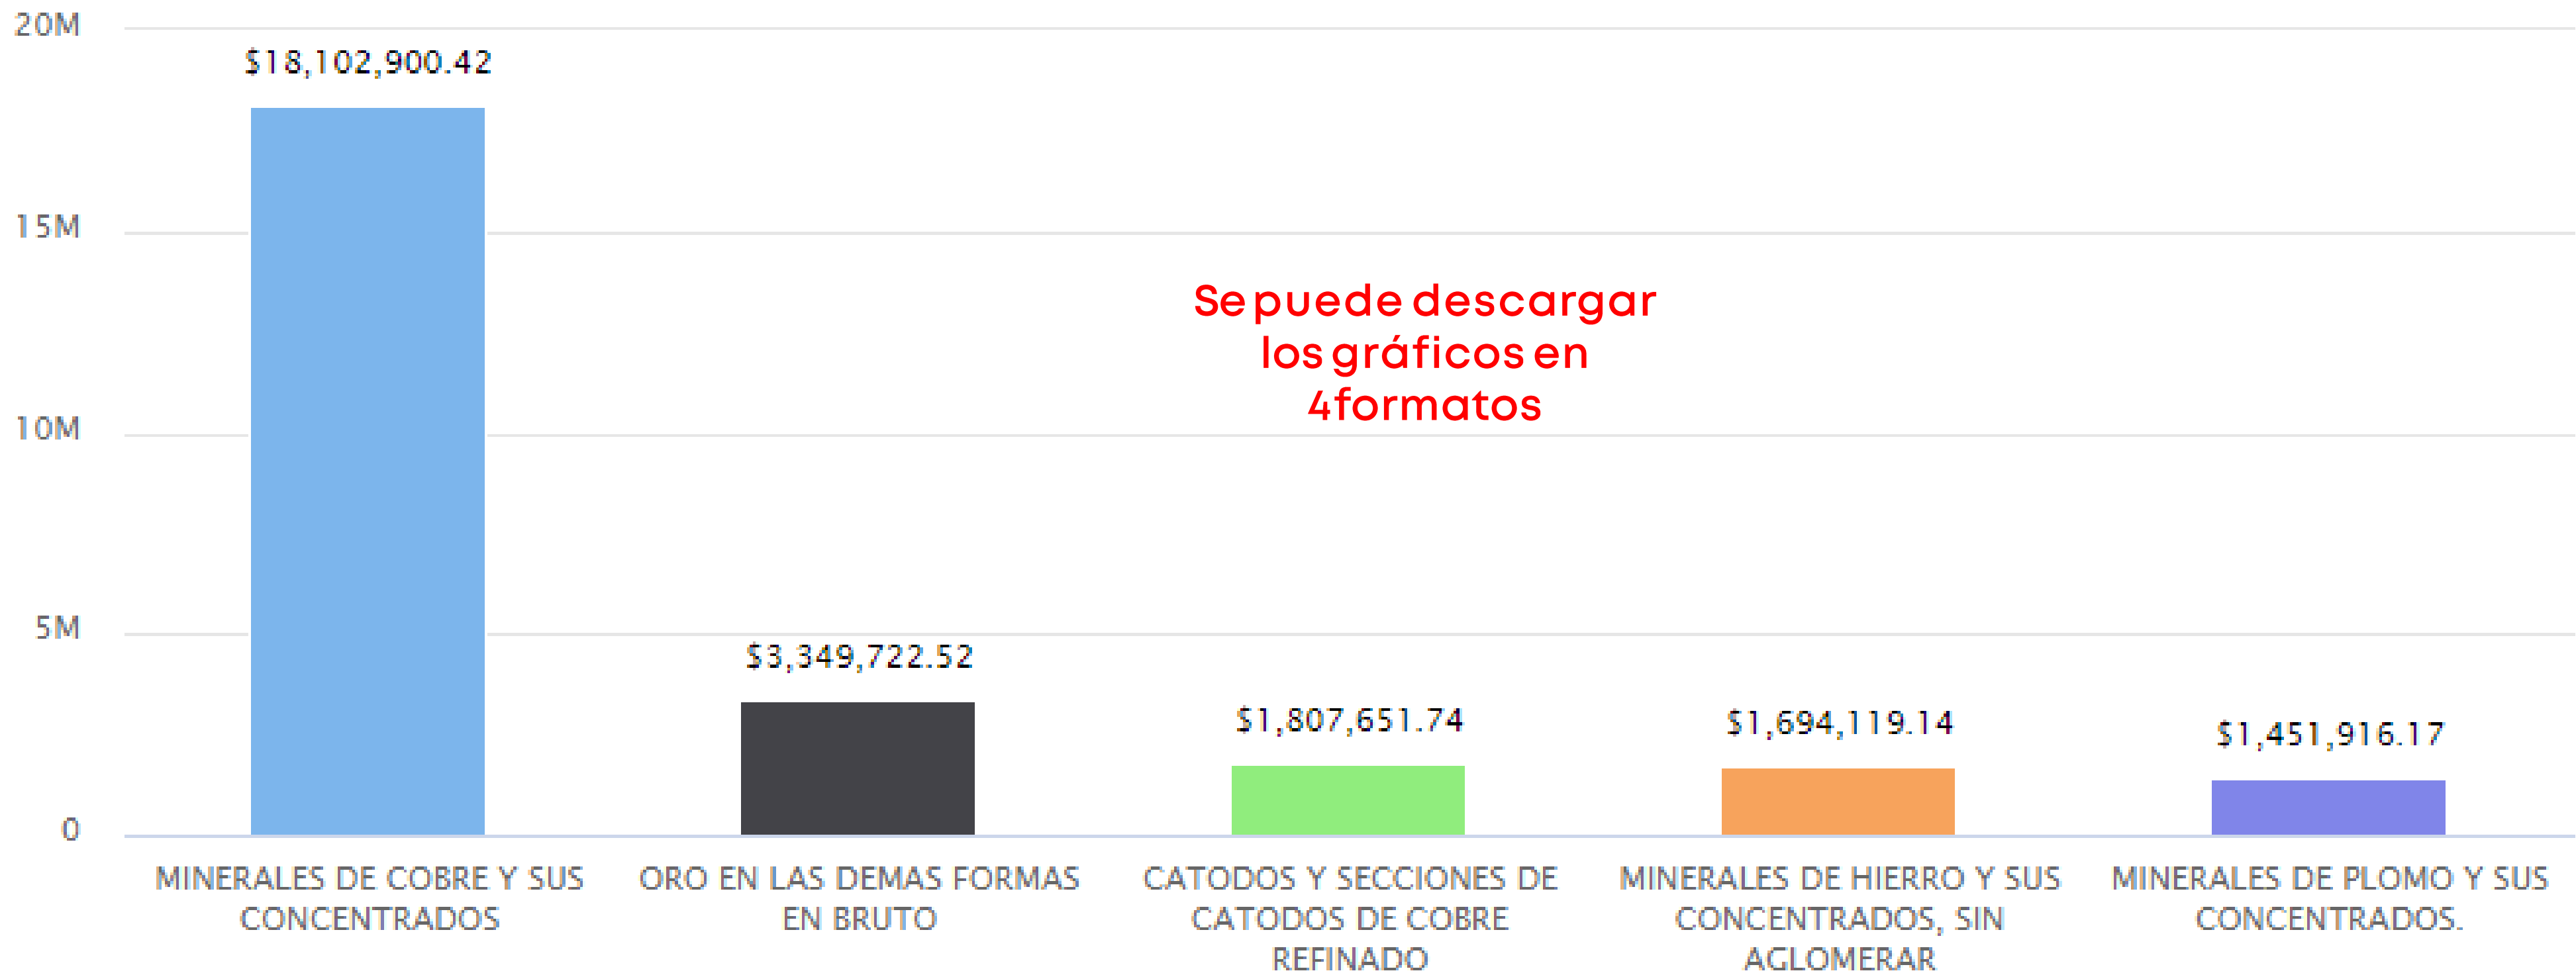 20M
$18,102,900.42
15M
Se puede descargar
los gráficos en
4formatos
10M
5M
$3,349,722.52
$1,807,651.74
$1,694,119.14
$1,451,916.17
0
MINERALES DE COBRE Y SUS
CONCENTRADOS
ORO EN LAS DEMAS FORMAS
EN BRUTO
CATODOS Y SECCIONES DE
CATODOS DE COBRE
REFINADO
MINERALES DE HIERRO Y SUS
CONCENTRADOS, SIN
AGLOMERAR
MINERALES DE PLOMO Y SUS
CONCENTRADOS.